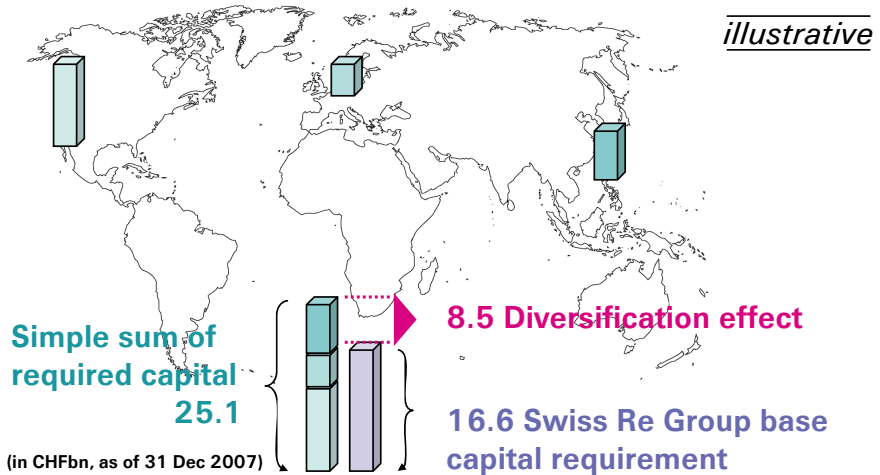 illustrative
8.5 Diversification effect
Simple sum of
required capital
25.1
16.6 Swiss Re Group base
capital requirement
(in CHFbn, as of 31 Dec 2007)